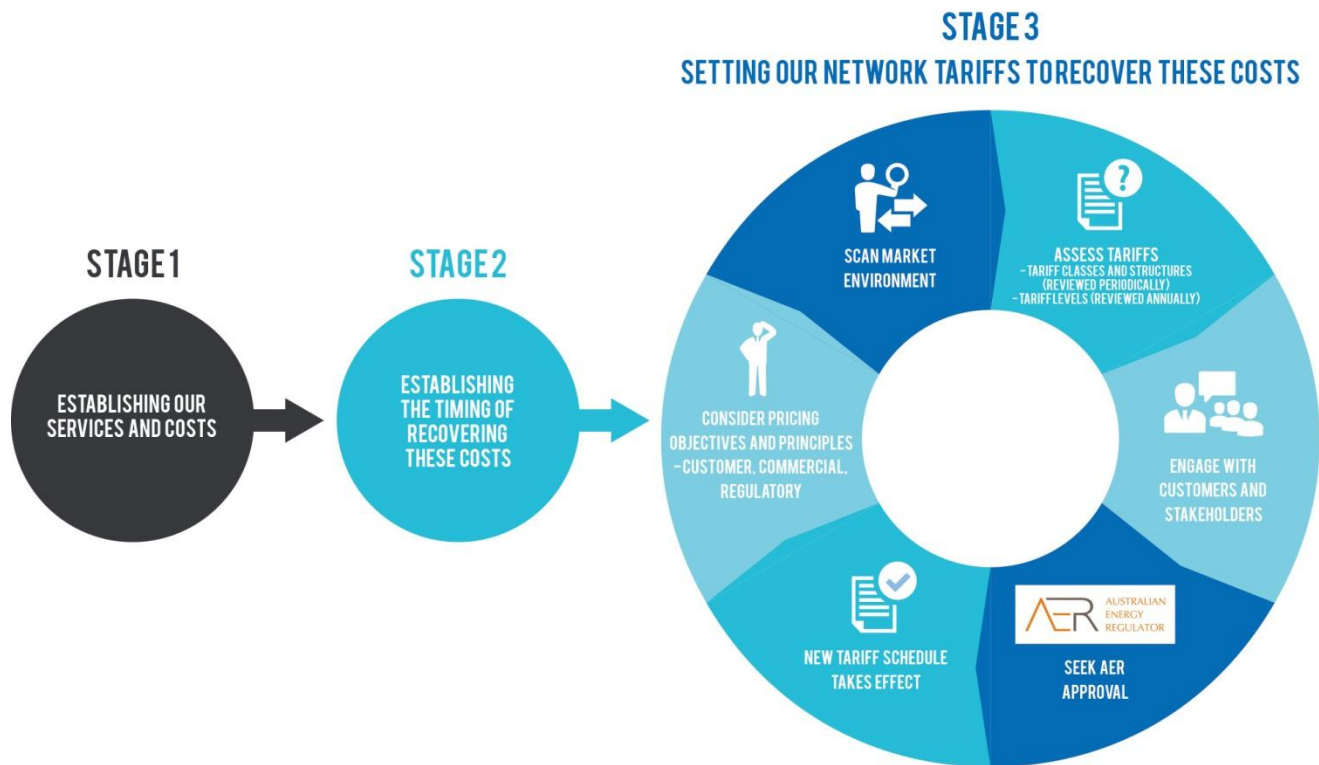 STAGE 1
ESTABLISHING OUR
SERVICES AND COSTS
STAGE 2
ESTABLISHING
THE TIMING OF
RECOVERING
THESE COSTS
STAGE 3
SETTING OUR NETWORK TARIFFS TO RECOVER THESE COSTS
SCAN MARKET
ENVIRONMENT
?
ASSESS TARIFFS
– TARIFF CLASSES AND STRUCTURES
(REVIEWED PERIODICALLY)
– TARIFF LEVELS (REVIEWED ANNUALLY)
ENGAGE WITH
CUSTOMERS AND
STAKEHOLDERS
AER
AUSTRALIAN
ENERGY
REGULATOR
SEEK AER
APPROVAL
NEW TARIFF SCHEDULE
TAKES EFFECT
CONSIDER PRICING
OBJECTIVES AND PRINCIPLES
– CUSTOMER, COMMERCIAL,
REGULATORY